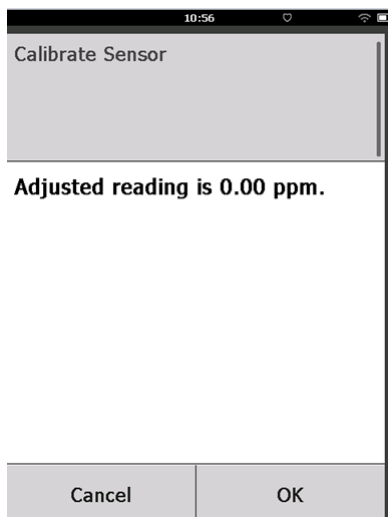 10:56
Calibrate Sensor
Adjusted reading is 0.00 ppm.
Cancel
OK